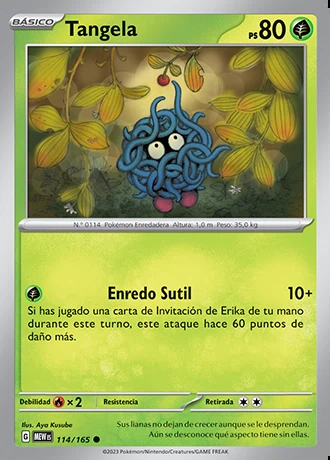 BÁSICO
Tangela
PS 80
N.º 0114 Pokémon Enredadera Altura: 1,0 m Peso: 35,0 kg
Enredo Sutil 10+
Si has jugado una carta de Invitación de Erika de tu mano
durante este turno, este ataque hace 60 puntos de
daño más.
Debilidad ×2 Resistencia Retirada
Ilus. Aya Kusube
G MEW ES 114/165
Sus lianas no dejan de crecer aunque se le desprendan.
Aún se desconoce qué aspecto tiene sin ellas.
©2023 Pokémon/Nintendo/Creatures/GAME FREAK